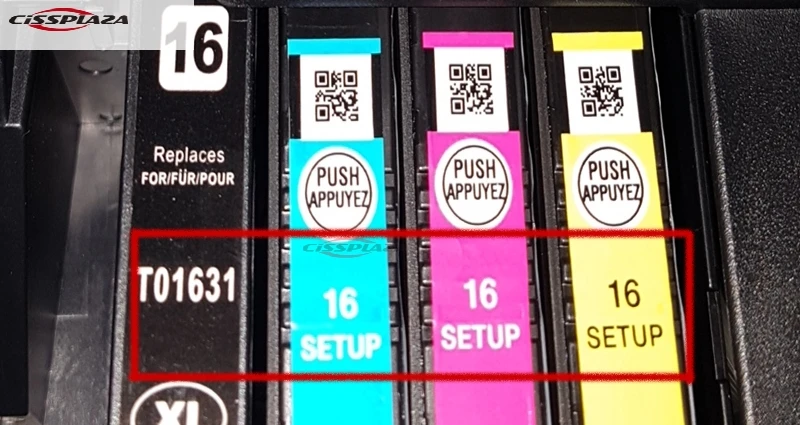 CISSPLAZA
16
Replaces
FOR/FÜR/POUR
T01631
XL
PUSH
APPUYEZ
CISSPLAZA
16
SETUP
PUSH
APPUYEZ
16
SETUP
PUSH
APPUYEZ
16
SETUP